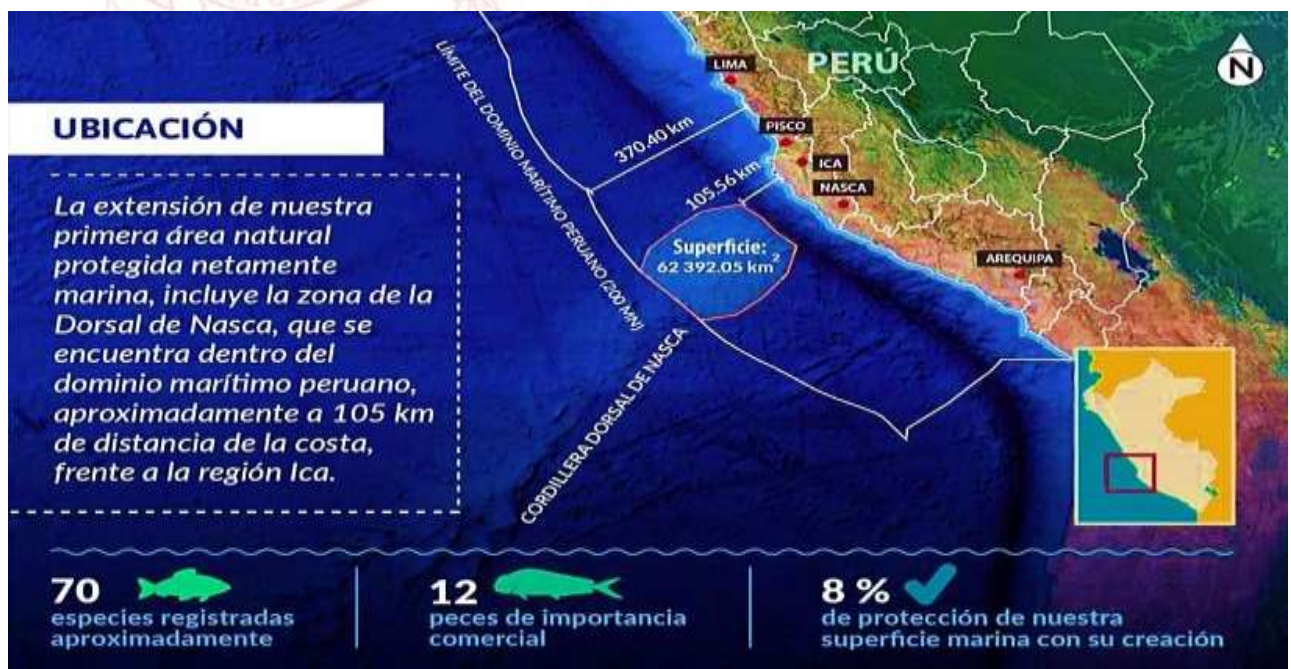 UBICACIÓN
La extensión de nuestra
primera área natural
protegida netamente
marina, incluye la zona de la
Dorsal de Nasca, que se
encuentra dentro del
dominio marítimo peruano,
aproximadamente a 105 km
de distancia de la costa,
frente a la región Ica.
LÍMITE DEL DOMINIO MARÍTIMO PERUANO (200 MN)
370.40 km
105.56 km
Superficie:
62 392.05 km²
CORDILLERA DORSAL DE NASCA
PERÚ
LIMA
PISCO
ICA
NASCA
AREQUIPA
N
70
especies registradas
aproximadamente
12
peces de importancia
comercial
8 %
de protección de nuestra
superficie marina con su creación